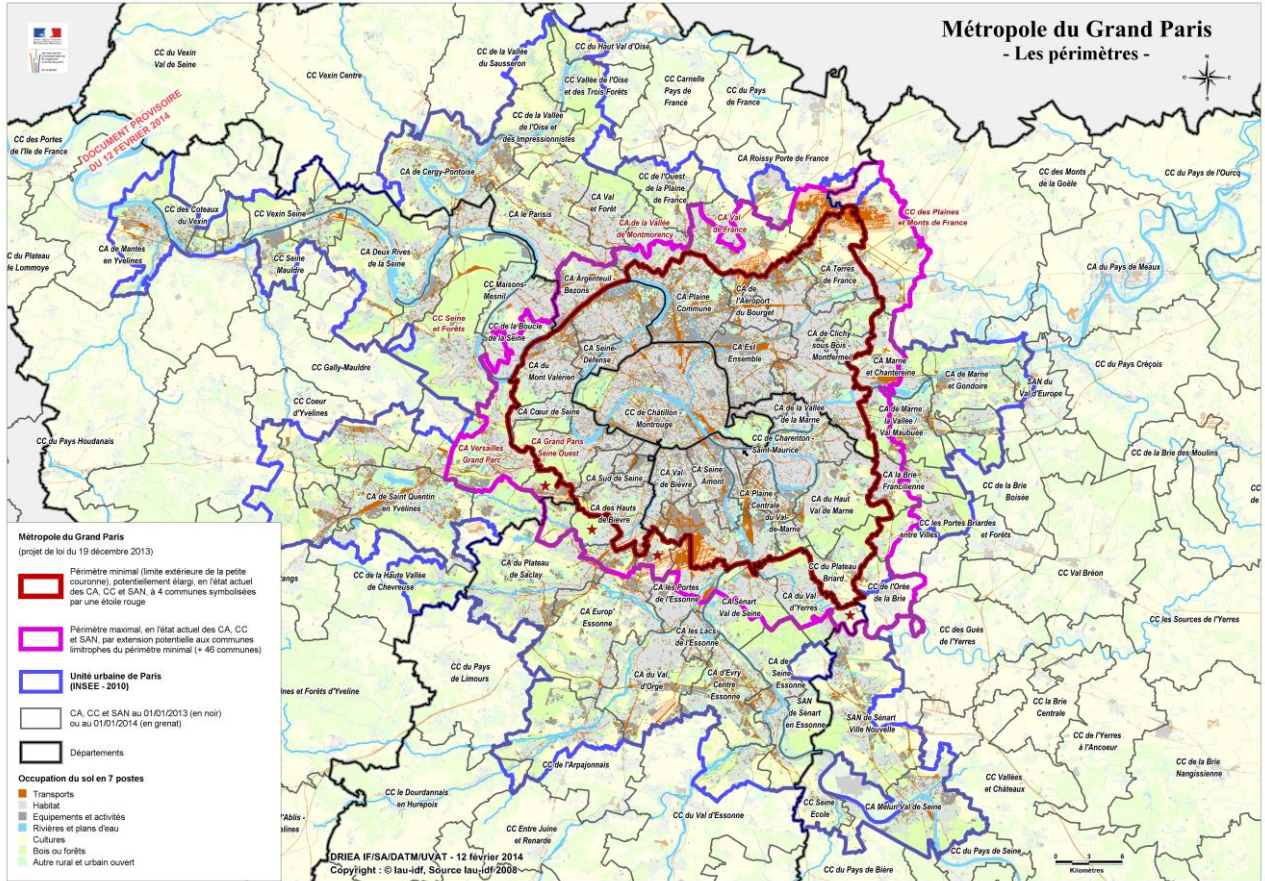 Métropole du Grand Paris
- Les périmètres -
DOCUMENT PROVISOIRE
DU 12 FEVRIER 2014
CC du Vexin
Val de Seine
CC Vexin Centre
CC de la Vallée
du Sausseron
CC du Haut Val d'Oise
CC Vallée de l'Oise
et des Trois Forêts
CC Carnelle
Pays de
France
CC du Pays
de France
CC des Portes
de l'Ile de France
CC de la Vallée
de l'Oise et
des Impressionnistes
CA de Cergy-Pontoise
CA Roissy Porte de France
CC de l'Ouest
de la Plaine
de France
CC des Monts
de la Goële
CC du Pays de l'Ourcq
CC des Coteaux
du Vexin
CC Vexin Seine
CA le Parisis
CA Val
et Forêt
CA de la Vallée
de Montmorency
CA Val
de France
CC des Plaines
et Monts de France
CA de Mantes
en Yvelines
CC Seine
Mauldre
CA Deux Rives
de la Seine
CC du Plateau
de Lommoye
CC Maisons-
Mesnil
CA Argenteuil
Bezons
CA Plaine
Commune
CA de
l'Aéroport
du Bourget
CA Terres
de France
CA du Pays de Meaux
CC Seine
et Forêts
CC de la Boucle
de la Seine
CA Seine-
Défense
CA Est
Ensemble
CA de Clichy-
sous-Bois -
Montfermeil
CC Gally-Mauldre
CA du
Mont Valérien
CA Marne
et Chantereine
CA de Marne
et Gondoire
SAN du
Val d'Europe
CC du Pays Créçois
CC Coeur
d'Yvelines
CA Cœur de Seine
CC de Châtillon -
Montrouge
CA de la Vallée
de la Marne
CA de Marne
la Vallée /
Val Maubuée
CC du Pays Houdanais
CA Versailles
Grand Parc
CA Grand Paris
Seine Ouest
CC de Charenton -
Saint-Maurice
CC de la Brie des Moulins
CA Sud de Seine
CA Val
de Bièvre
CA Seine
Amont
CA la Brie
Francilienne
CC de la Brie
Boisée
CA de Saint Quentin
en Yvelines
CA des Hauts
de Bièvre
CA Plaine
Centrale
du Val-
de-Marne
CA du Haut
Val de Marne
CC les Portes Briardes
entre Villes
et Forêts
CC
de
CC de la Haute Vallée
de Chevreuse
CA du Plateau
de Saclay
CC du Plateau
Briard
CC Val Bréon
CA les Portes
de l'Essonne
CA Sénart
Val de Seine
CA du Val
d'Yerres
CC de l'Orée
de la Brie
CA Europ'
Essonne
CC les Sources de l'Yerres
CA les Lacs
de l'Essonne
CC des Gués
de l'Yerres
CC du Pays
de Limours
CA du Val
d'Orge
CA d'Evry
Centre
Essonne
CA de
Seine-
Essonne
SAN
de Sénart
en Essonne
SAN de Sénart
Ville Nouvelle
CC la Brie
Centrale
CC de l'Yerres
à l'Ancoeur
CC de l'Arpajonnais
CC de la Brie
Nangissienne
CC le Dourdannais
en Hurepoix
CC Vallées
et Châteaux
CC Seine
Ecole
CA Melun Val de Seine
CC du Val d'Essonne
CC Entre Juine
et Renarde
CC du Pays de Seine
CC du Pays de Bière
Métropole du Grand Paris
(projet de loi du 19 décembre 2013)
Périmètre minimal (limite extérieure de la petite
couronne), potentiellement élargi, en l'état actuel
des CA, CC et SAN, à 4 communes symbolisées
par une étoile rouge
Périmètre maximal, en l'état actuel des CA, CC
et SAN, par extension potentielle aux communes
limitrophes du périmètre minimal (+ 46 communes)
Unité urbaine de Paris
(INSEE - 2010)
CA, CC et SAN au 01/01/2013 (en noir)
ou au 01/01/2014 (en grenat)
Départements
Occupation du sol en 7 postes
Transports
Habitat
Equipements et activités
Rivières et plans d'eau
Cultures
Bois ou forêts
Autre rural et urbain ouvert
DRIEA IF/SA/DATM/UVAT - 12 février 2014
Copyright : © Iau-idf, Source Iau-idf 2008
0 3 6
Kilomètres